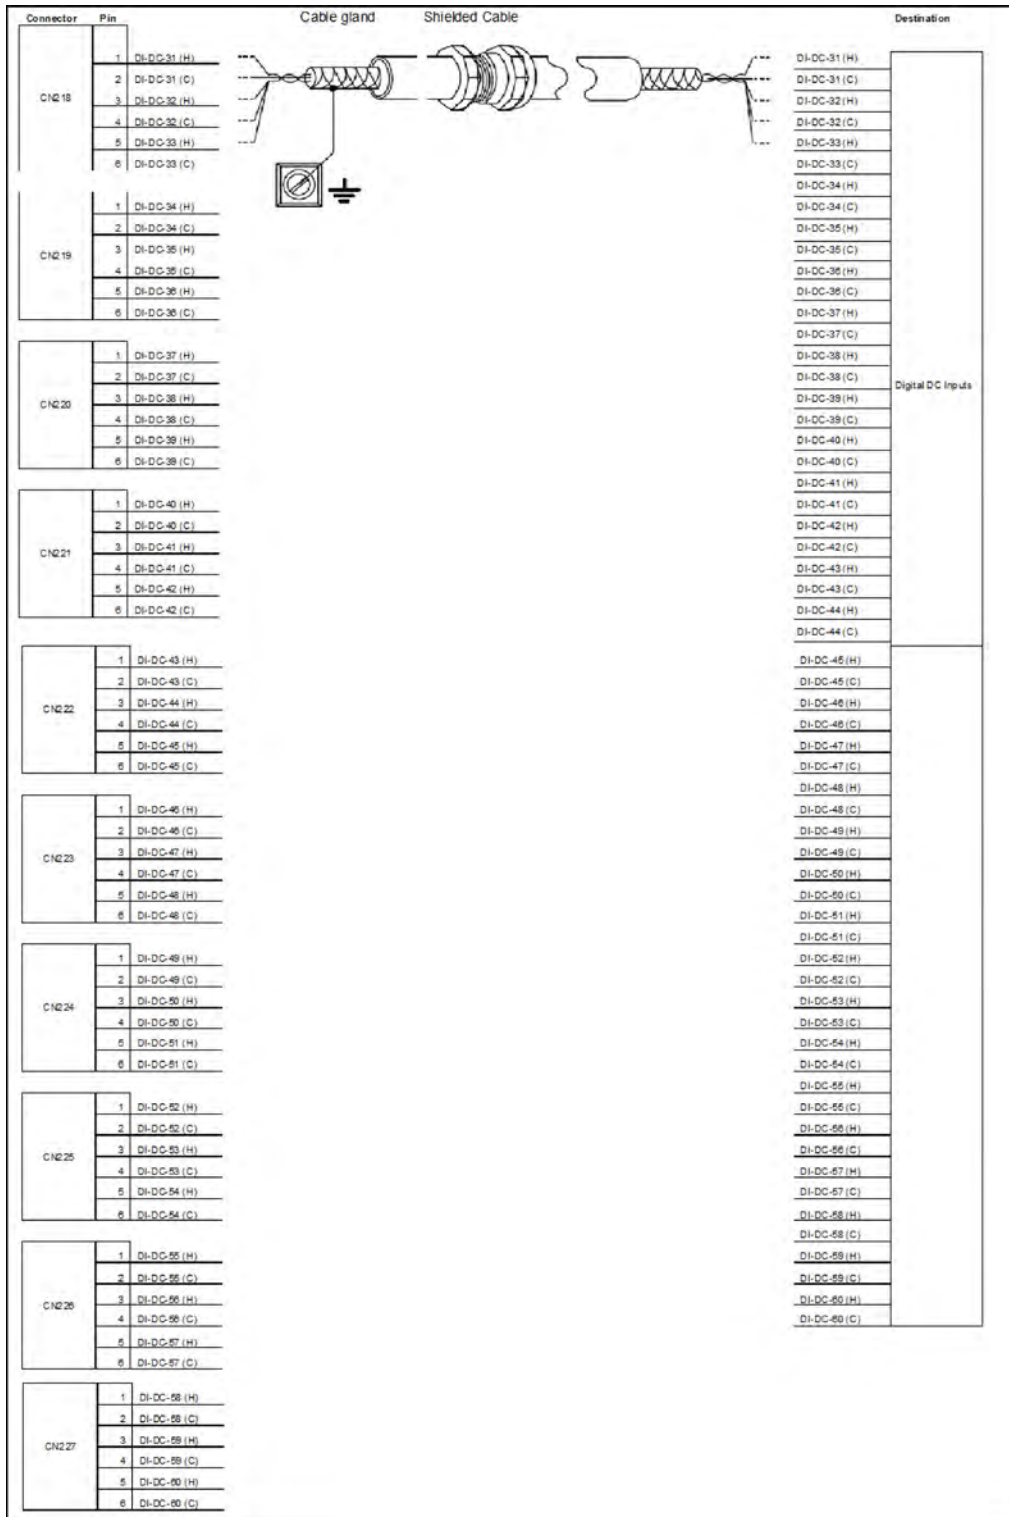 Connector Pin Cable gland Shielded Cable Destination
CN218
1 DI-DC-31 (H)
2 DI-DC-31 (C)
3 DI-DC-32 (H)
4 DI-DC-32 (C)
5 DI-DC-33 (H)
6 DI-DC-33 (C)
CN219
1 DI-DC-34 (H)
2 DI-DC-34 (C)
3 DI-DC-35 (H)
4 DI-DC-35 (C)
5 DI-DC-36 (H)
6 DI-DC-36 (C)
CN220
1 DI-DC-37 (H)
2 DI-DC-37 (C)
3 DI-DC-38 (H)
4 DI-DC-38 (C)
5 DI-DC-39 (H)
6 DI-DC-39 (C)
CN221
1 DI-DC-40 (H)
2 DI-DC-40 (C)
3 DI-DC-41 (H)
4 DI-DC-41 (C)
5 DI-DC-42 (H)
6 DI-DC-42 (C)
CN222
1 DI-DC-43 (H)
2 DI-DC-43 (C)
3 DI-DC-44 (H)
4 DI-DC-44 (C)
5 DI-DC-45 (H)
6 DI-DC-45 (C)
CN223
1 DI-DC-46 (H)
2 DI-DC-46 (C)
3 DI-DC-47 (H)
4 DI-DC-47 (C)
5 DI-DC-48 (H)
6 DI-DC-48 (C)
CN224
1 DI-DC-49 (H)
2 DI-DC-49 (C)
3 DI-DC-50 (H)
4 DI-DC-50 (C)
5 DI-DC-51 (H)
6 DI-DC-51 (C)
CN225
1 DI-DC-52 (H)
2 DI-DC-52 (C)
3 DI-DC-53 (H)
4 DI-DC-53 (C)
5 DI-DC-54 (H)
6 DI-DC-54 (C)
CN226
1 DI-DC-55 (H)
2 DI-DC-55 (C)
3 DI-DC-56 (H)
4 DI-DC-56 (C)
5 DI-DC-57 (H)
6 DI-DC-57 (C)
CN227
1 DI-DC-58 (H)
2 DI-DC-58 (C)
3 DI-DC-59 (H)
4 DI-DC-59 (C)
5 DI-DC-60 (H)
6 DI-DC-60 (C)
DI-DC-31 (H)
DI-DC-31 (C)
DI-DC-32 (H)
DI-DC-32 (C)
DI-DC-33 (H)
DI-DC-33 (C)
DI-DC-34 (H)
DI-DC-34 (C)
DI-DC-35 (H)
DI-DC-35 (C)
DI-DC-36 (H)
DI-DC-36 (C)
DI-DC-37 (H)
DI-DC-37 (C)
DI-DC-38 (H)
DI-DC-38 (C)
DI-DC-39 (H)
DI-DC-39 (C)
DI-DC-40 (H)
DI-DC-40 (C)
DI-DC-41 (H)
DI-DC-41 (C)
DI-DC-42 (H)
DI-DC-42 (C)
DI-DC-43 (H)
DI-DC-43 (C)
DI-DC-44 (H)
DI-DC-44 (C)
Digital DC Inputs
DI-DC-45 (H)
DI-DC-45 (C)
DI-DC-46 (H)
DI-DC-46 (C)
DI-DC-47 (H)
DI-DC-47 (C)
DI-DC-48 (H)
DI-DC-48 (C)
DI-DC-49 (H)
DI-DC-49 (C)
DI-DC-50 (H)
DI-DC-50 (C)
DI-DC-51 (H)
DI-DC-51 (C)
DI-DC-52 (H)
DI-DC-52 (C)
DI-DC-53 (H)
DI-DC-53 (C)
DI-DC-54 (H)
DI-DC-54 (C)
DI-DC-55 (H)
DI-DC-55 (C)
DI-DC-56 (H)
DI-DC-56 (C)
DI-DC-57 (H)
DI-DC-57 (C)
DI-DC-58 (H)
DI-DC-58 (C)
DI-DC-59 (H)
DI-DC-59 (C)
DI-DC-60 (H)
DI-DC-60 (C)